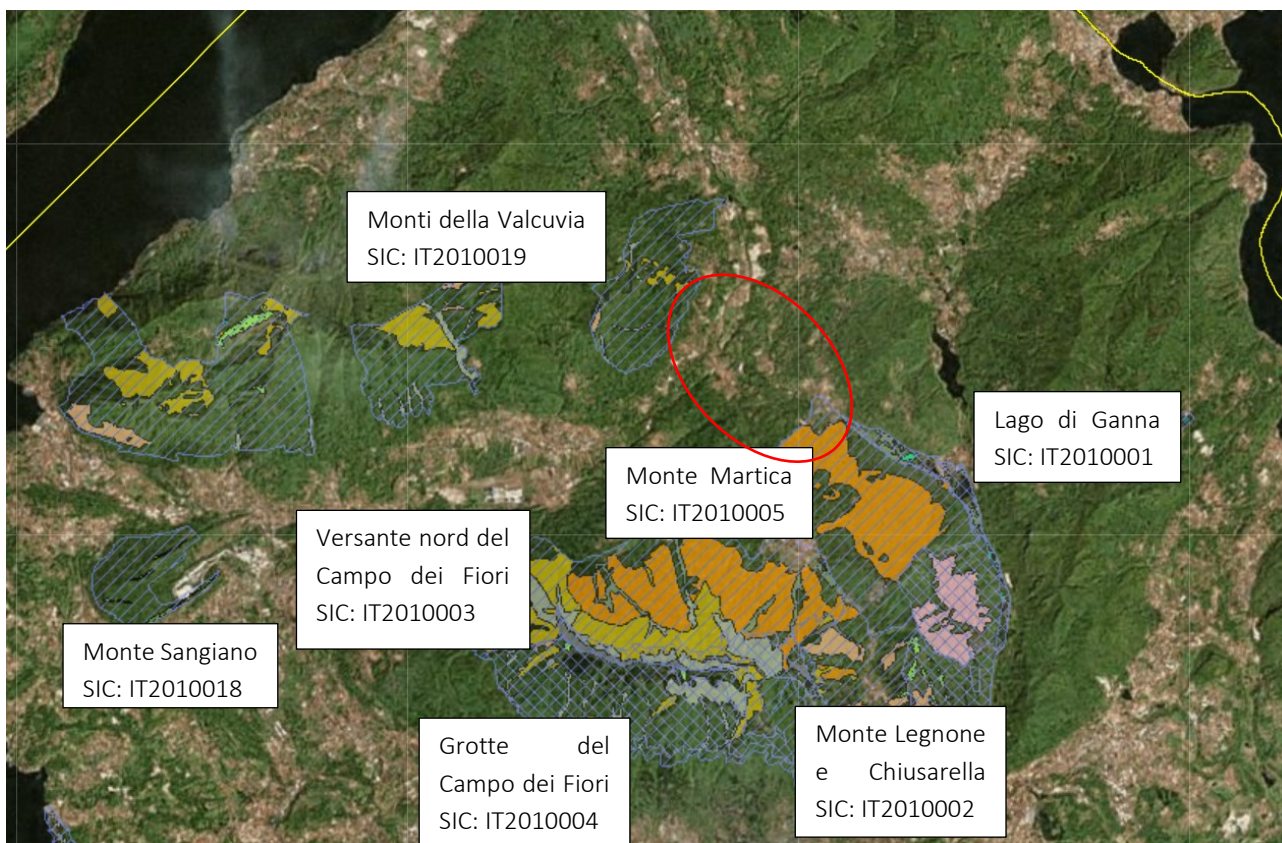 Monti della Valcuvia
SIC: IT2010019
Lago di Ganna
SIC: IT2010001
Monte Martica
SIC: IT2010005
Versante nord del
Campo dei Fiori
SIC: IT2010003
Monte Sangiano
SIC: IT2010018
Grotte del
Campo dei Fiori
SIC: IT2010004
Monte Legnone
e Chiusarella
SIC: IT2010002